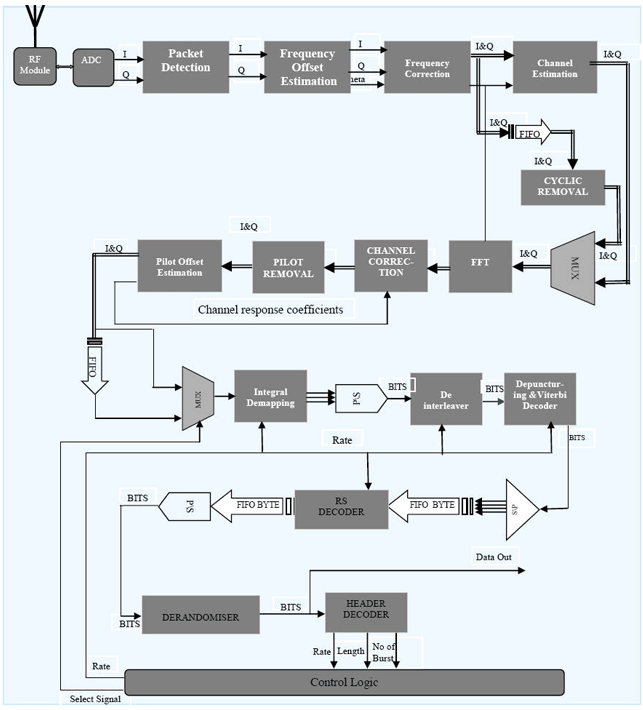 RF
Module
ADC
I
Q
Packet
Detection
I
Q
Frequency
Offset
Estimation
I
Q
heta
Frequency
Correction
I&Q
Channel
Estimation
I&Q
I&Q
FIFO
I&Q
CYCLIC
REMOVAL
I&Q
MUX
I&Q
FFT
CHANNEL
CORREC-
TION
PILOT
REMOVAL
I&Q
Pilot Offset
Estimation
I&Q
Channel response coefficients
FIFO
MUX
Integral
Demapping
P\S
BITS
De
interleaver
BITS
Depunctur-
ing &Viterbi
Decoder
BITS
Rate
BITS
P\S
FIFO BYTE
RS
DECODER
FIFO BYTE
Data Out
BITS
DERANDOMISER
BITS
HEADER
DECODER
Rate
Length
No of
Burst
Rate
Control Logic
Select Signal